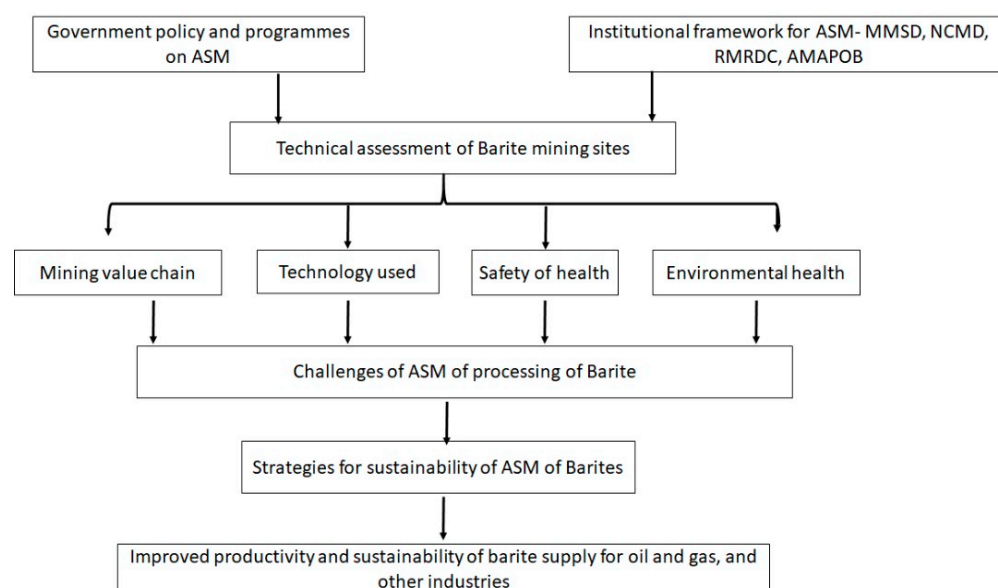 Government policy and programmes
on ASM
Institutional framework for ASM- MMSD, NCMD,
RMRDC, AMAPOB
Technical assessment of Barite mining sites
Mining value chain
Technology used
Safety of health
Environmental health
Challenges of ASM of processing of Barite
Strategies for sustainability of ASM of Barites
Improved productivity and sustainability of barite supply for oil and gas, and
other industries